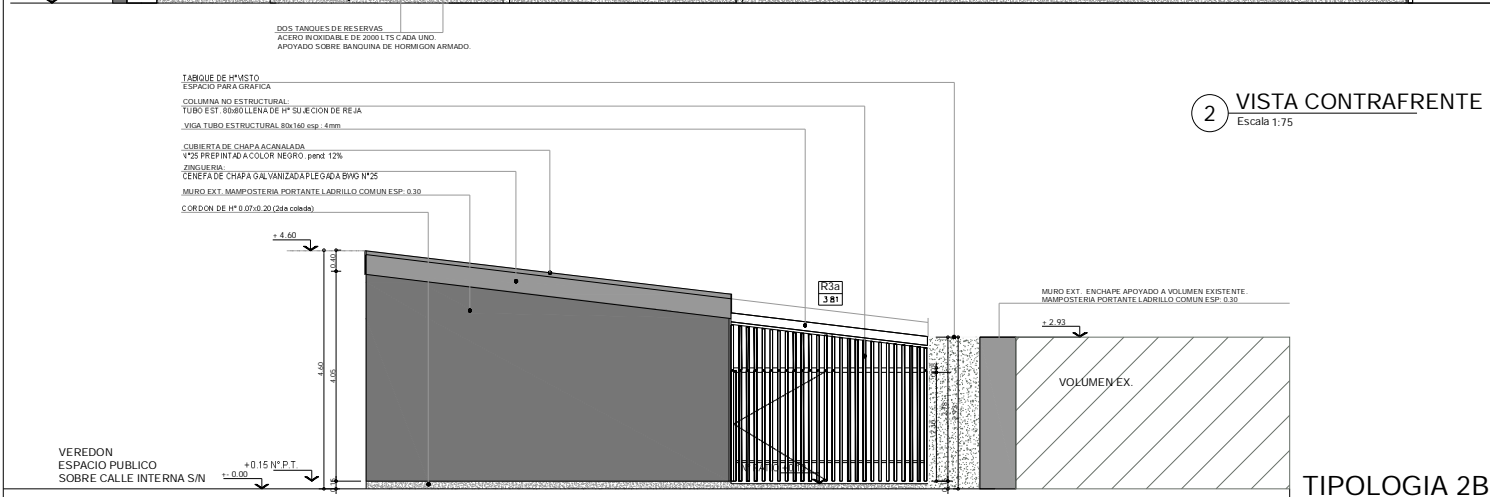 DOS TANQUES DE RESERVAS
ACERO INOXIDABLE DE 2000 LTS CADA UNO.
APOYADO SOBRE BANQUINA DE HORMIGON ARMADO.
TABIQUE DE H°VISTO
ESPACIO PARA GRAFICA
COLUMNA NO ESTRUCTURAL:
TUBO EST. 80x80 LLENA DE H° SUJECION DE REJA
VIGA TUBO ESTRUCTURAL 80x160 esp : 4mm
CUBIERTA DE CHAPA ACANALADA
N°25 PREPINTADA COLOR NEGRO. pend: 12%
ZINGUERIA:
CENEFA DE CHAPA GALVANIZADA PLEGADA BWG N°25
MURO EXT. MAMPOSTERIA PORTANTE LADRILLO COMUN ESP: 0.30
CORDON DE H° 0.07x0.20 (2da colada)
2
VISTA CONTRAFRENTE
Escala 1:75
+ 4.60
0.40
4.60
4.05
R3a
381
MURO EXT. ENCHAPE APOYADO A VOLUMEN EXISTENTE.
MAMPOSTERIA PORTANTE LADRILLO COMUN ESP: 0.30
+ 2.93
VOLUMEN EX.
VEREDON
ESPACIO PUBLICO
SOBRE CALLE INTERNA S/N
+- 0.00
+0.15 N°.P.T.
TIPOLOGIA 2B